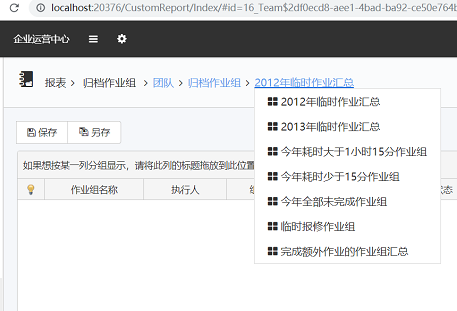 localhost:20376/CustomReport/Index/#id=16_Team$2df0ecd8-aee1-4bad-ba92-ce50e764b
企业运营中心
报表 > 归档作业组 > 团队 > 归档作业组 > 2012年临时作业汇总
2012年临时作业汇总
2013年临时作业汇总
今年耗时大于1小时15分作业组
今年耗时少于15分作业组
今年全部未完成作业组
临时报修作业组
完成额外作业的作业组汇总
保存 另存
如果想按某一列分组显示，请将此列的标题拖放到此位置
作业组名称 执行人 状态